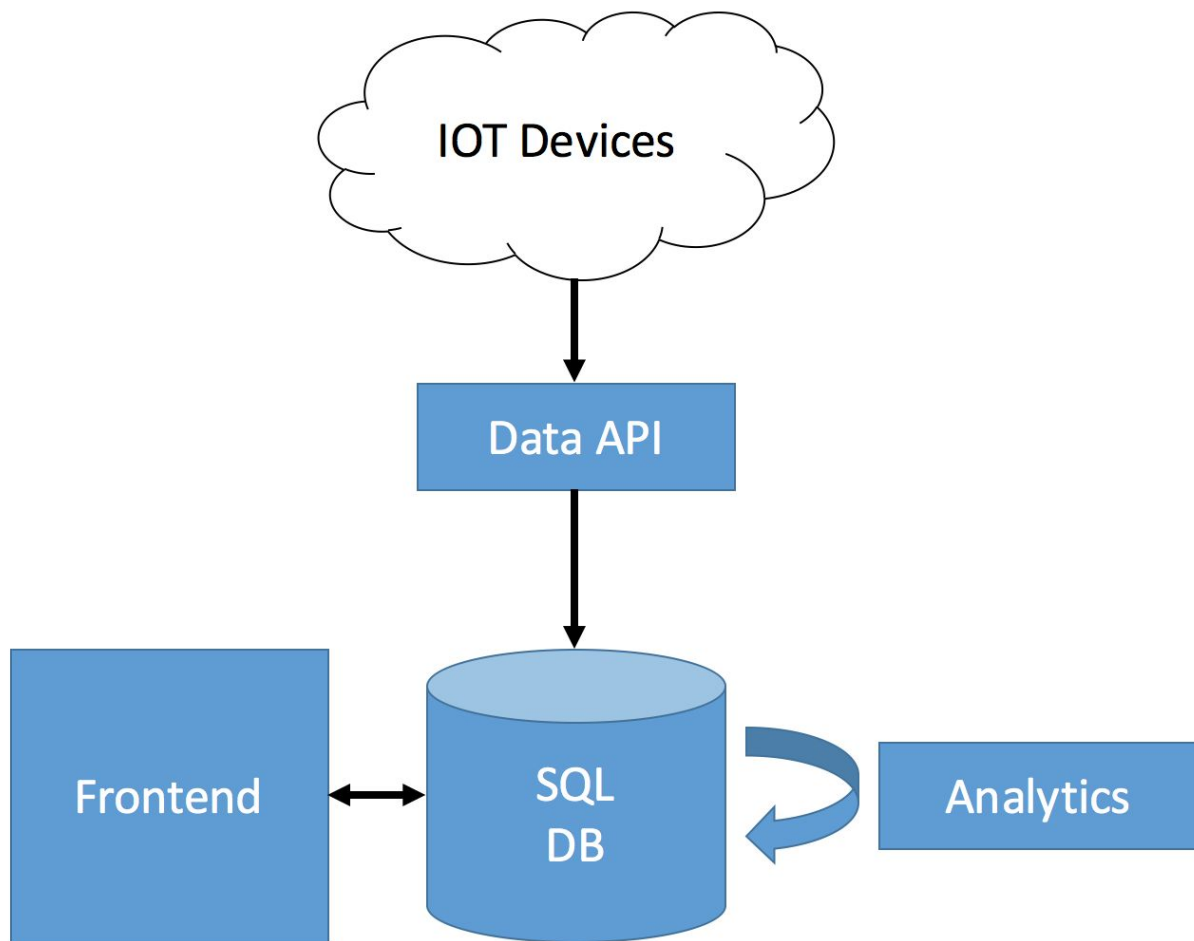 IOT Devices
Data API
Frontend
SQL
DB
Analytics